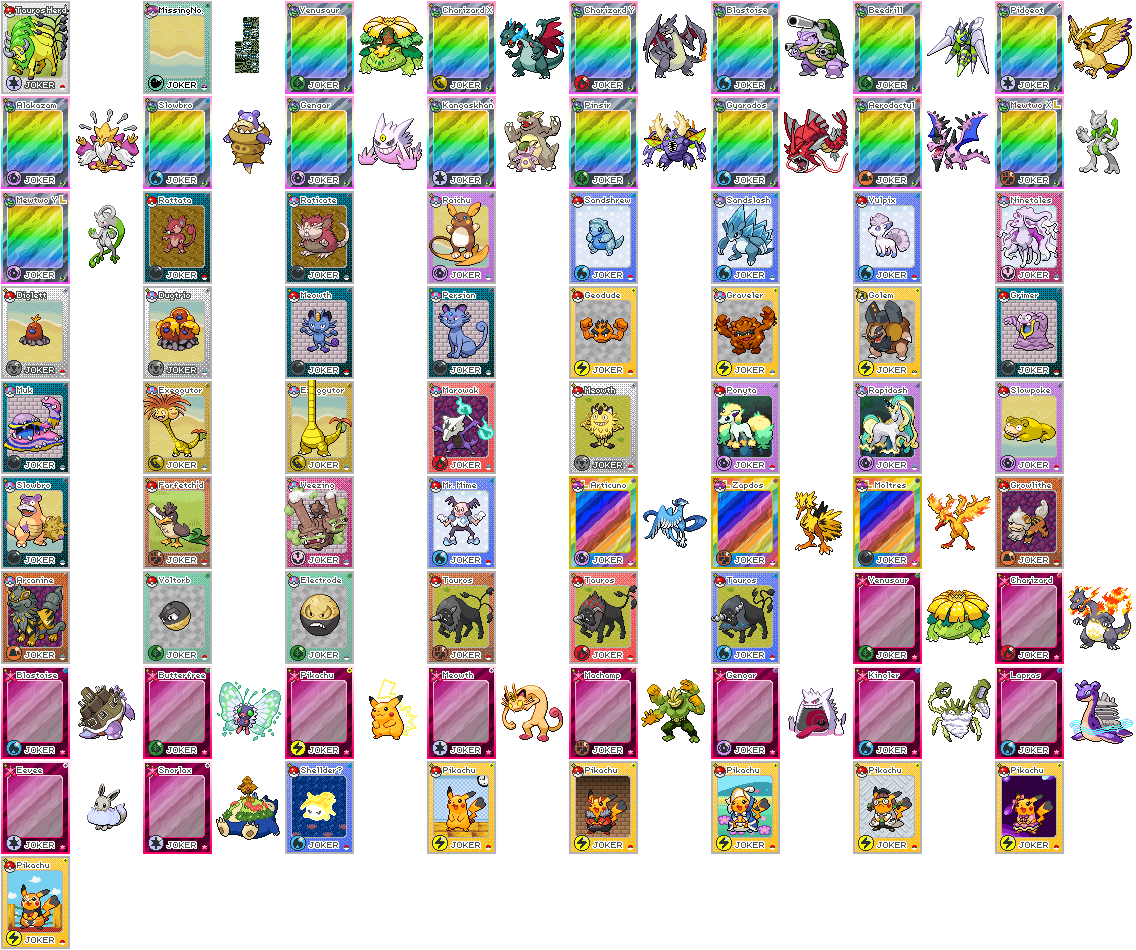 TaurosHerd
JOKER
MissingNo.
JOKER
Venusaur
JOKER
Charizard X
JOKER
Charizard Y
JOKER
Blastoise
JOKER
Beedrill
JOKER
Pidgeot
JOKER
Alakazam
JOKER
Slowbro
JOKER
Gengar
JOKER
Kangaskhan
JOKER
Pinsir
JOKER
Gyarados
JOKER
Aerodactyl
JOKER
Mewtwo X L
JOKER
Mewtwo Y L
JOKER
Rattata
JOKER
Raticate
JOKER
Raichu
JOKER
Sandshrew
JOKER
Sandslash
JOKER
Vulpix
JOKER
Ninetales
JOKER
Diglett
JOKER
Dugtrio
JOKER
Meowth
JOKER
Persian
JOKER
Geodude
JOKER
Graveler
JOKER
Golem
JOKER
Grimer
JOKER
Muk
JOKER
Exeggutor
JOKER
Exeggutor
JOKER
Marowak
JOKER
Meowth
JOKER
Ponyta
JOKER
Rapidash
JOKER
Slowpoke
JOKER
Slowbro
JOKER
Farfetchd
JOKER
Weezing
JOKER
Mr. Mime
JOKER
L Articuno
JOKER
L Zapdos
JOKER
L Moltres
JOKER
Growlithe
JOKER
Arcanine
JOKER
Voltorb
JOKER
Electrode
JOKER
Tauros
JOKER
Tauros
JOKER
Tauros
JOKER
Venusaur
JOKER
Charizard
JOKER
Blastoise
JOKER
Butterfree
JOKER
Pikachu
JOKER
Meowth
JOKER
Machamp
JOKER
Gengar
JOKER
Kingler
JOKER
Lapras
JOKER
Eevee
JOKER
Snorlax
JOKER
Shellder?
JOKER
Pikachu
JOKER
Pikachu
JOKER
Pikachu
JOKER
Pikachu
JOKER
Pikachu
JOKER
Pikachu
JOKER